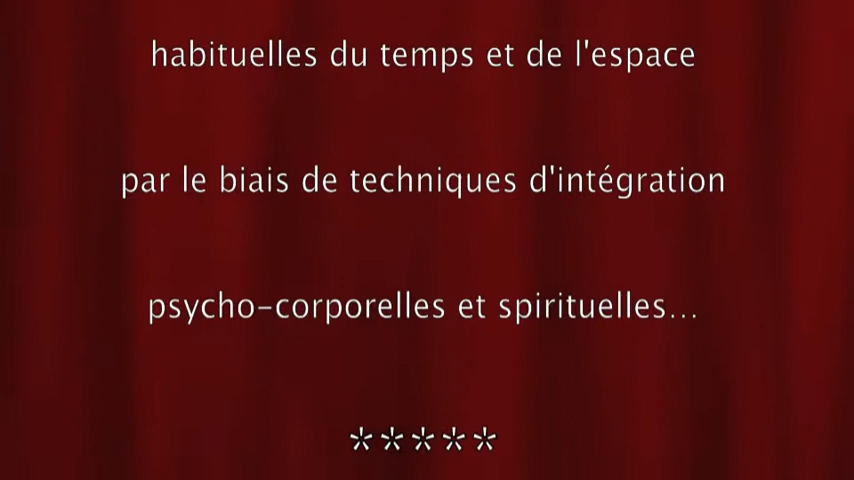 habituelles du temps et de l'espace
par le biais de techniques d'intégration
psycho-corporelles et spirituelles...
*****